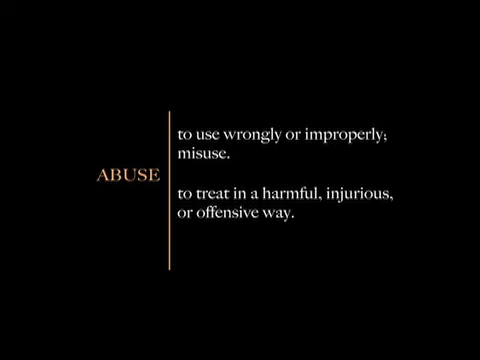 ABUSE
to use wrongly or improperly;
misuse.
to treat in a harmful, injurious,
or offensive way.